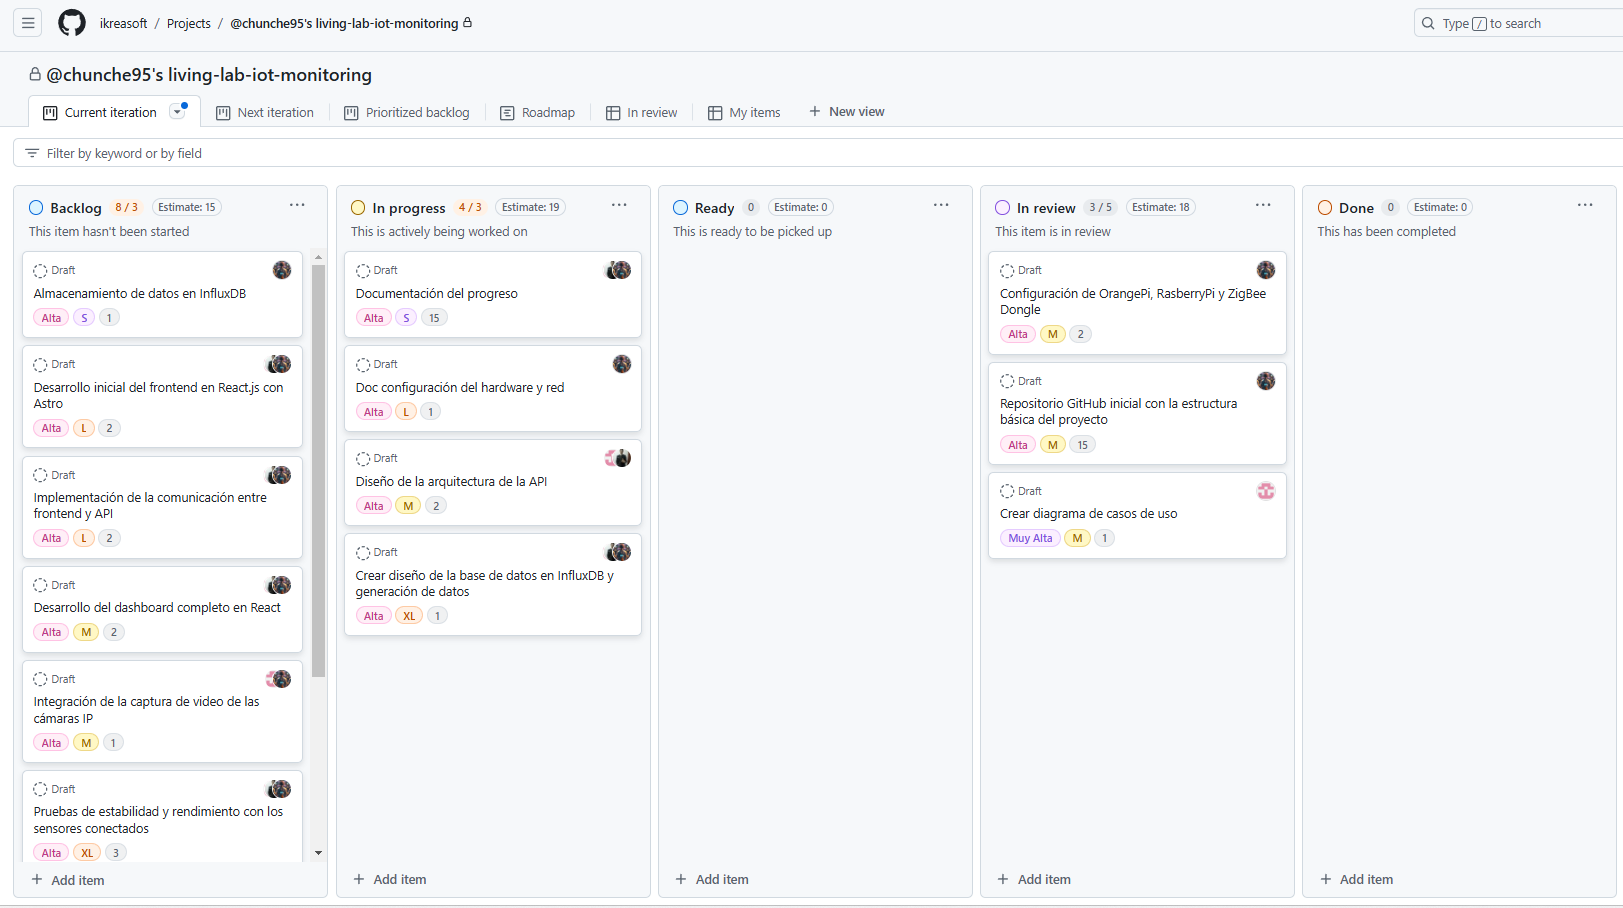 ikreasoft / Projects / @chunche95's living-lab-iot-monitoring
Type / to search
@chunche95's living-lab-iot-monitoring
Current iteration
Next iteration
Prioritized backlog
Roadmap
In review
My items
New view
Filter by keyword or by field
Backlog 8 / 3 Estimate: 15
This item hasn't been started
Draft
Almacenamiento de datos en InfluxDB
Alta S 1
Draft
Desarrollo inicial del frontend en React.js con
Astro
Alta L 2
Draft
Implementación de la comunicación entre
frontend y API
Alta L 2
Draft
Desarrollo del dashboard completo en React
Alta M 2
Draft
Integración de la captura de video de las
cámaras IP
Alta M 1
Draft
Pruebas de estabilidad y rendimiento con los
sensores conectados
Alta XL 3
Add item
In progress 4 / 3 Estimate: 19
This is actively being worked on
Draft
Documentación del progreso
Alta S 15
Draft
Doc configuración del hardware y red
Alta L 1
Draft
Diseño de la arquitectura de la API
Alta M 2
Draft
Crear diseño de la base de datos en InfluxDB y
generación de datos
Alta XL 1
Add item
Ready 0 Estimate: 0
This is ready to be picked up
Add item
In review 3 / 5 Estimate: 18
This item is in review
Draft
Configuración de OrangePi, RasberryPi y ZigBee
Dongle
Alta M 2
Draft
Repositorio GitHub inicial con la estructura
básica del proyecto
Alta M 15
Draft
Crear diagrama de casos de uso
Muy Alta M 1
Add item
Done 0 Estimate: 0
This has been completed
Add item